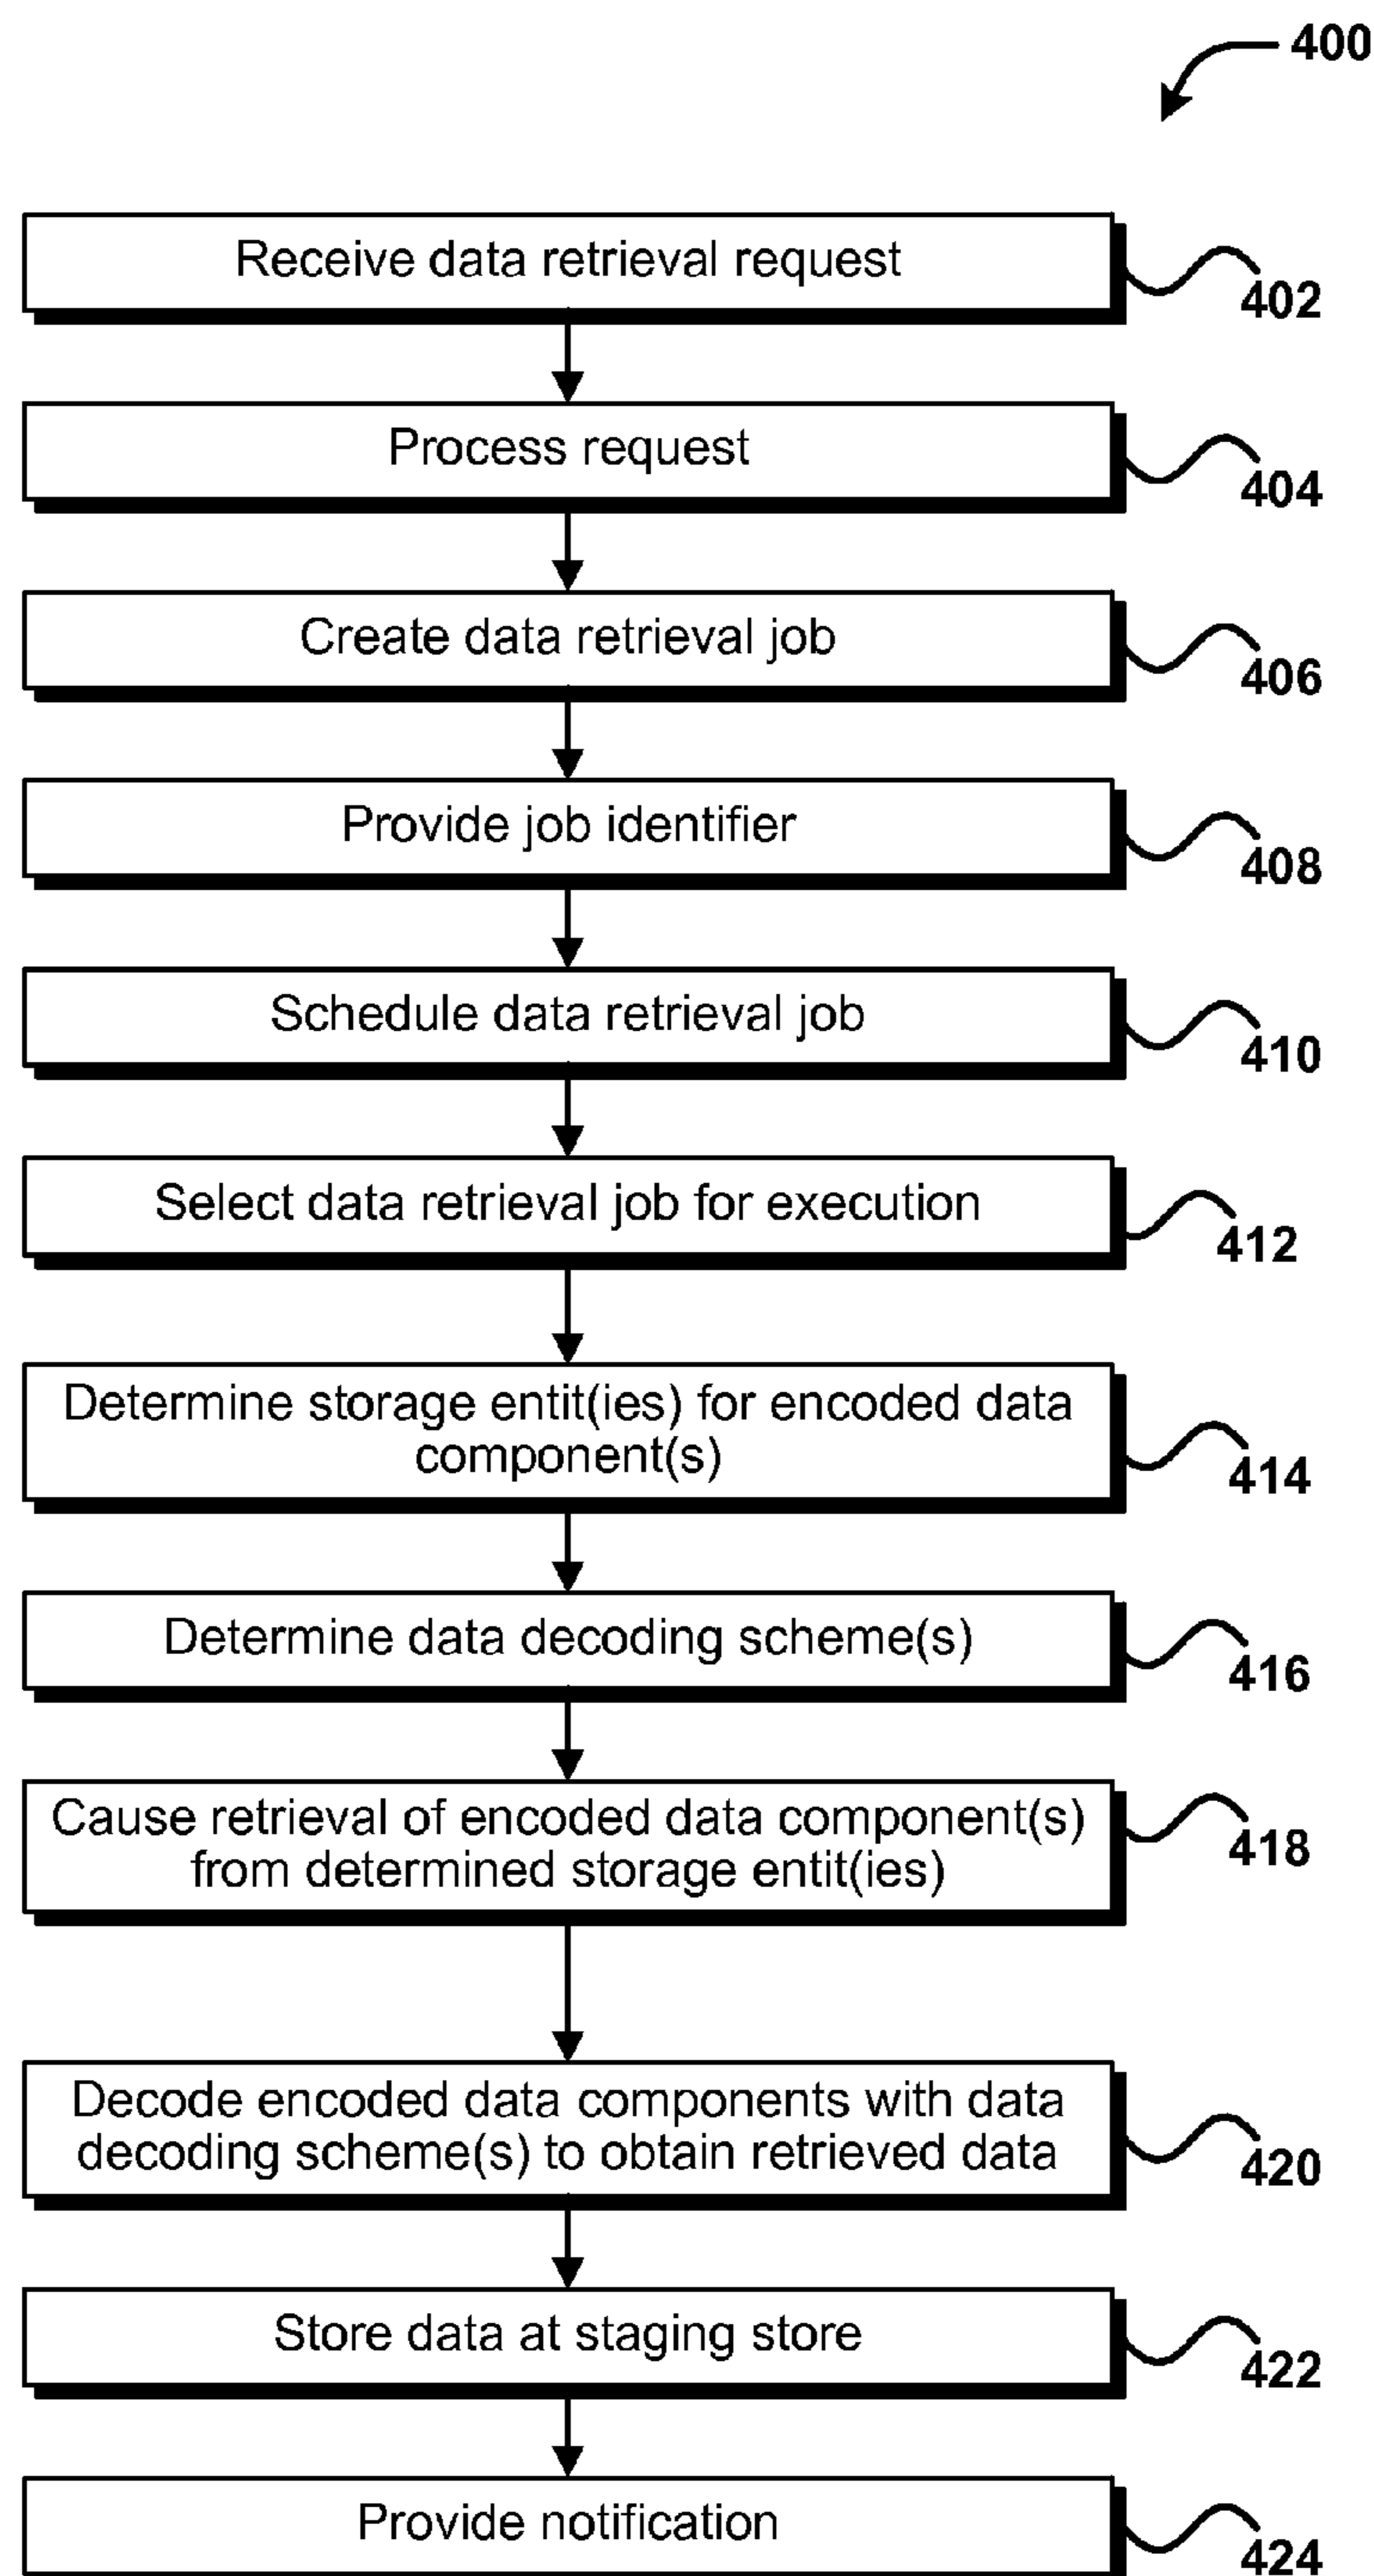 400
Receive data retrieval request
402
Process request
404
Create data retrieval job
406
Provide job identifier
408
Schedule data retrieval job
410
Select data retrieval job for execution
412
Determine storage entit(ies) for encoded data
component(s)
414
Determine data decoding scheme(s)
416
Cause retrieval of encoded data component(s)
from determined storage entit(ies)
418
Decode encoded data components with data
decoding scheme(s) to obtain retrieved data
420
Store data at staging store
422
Provide notification
424